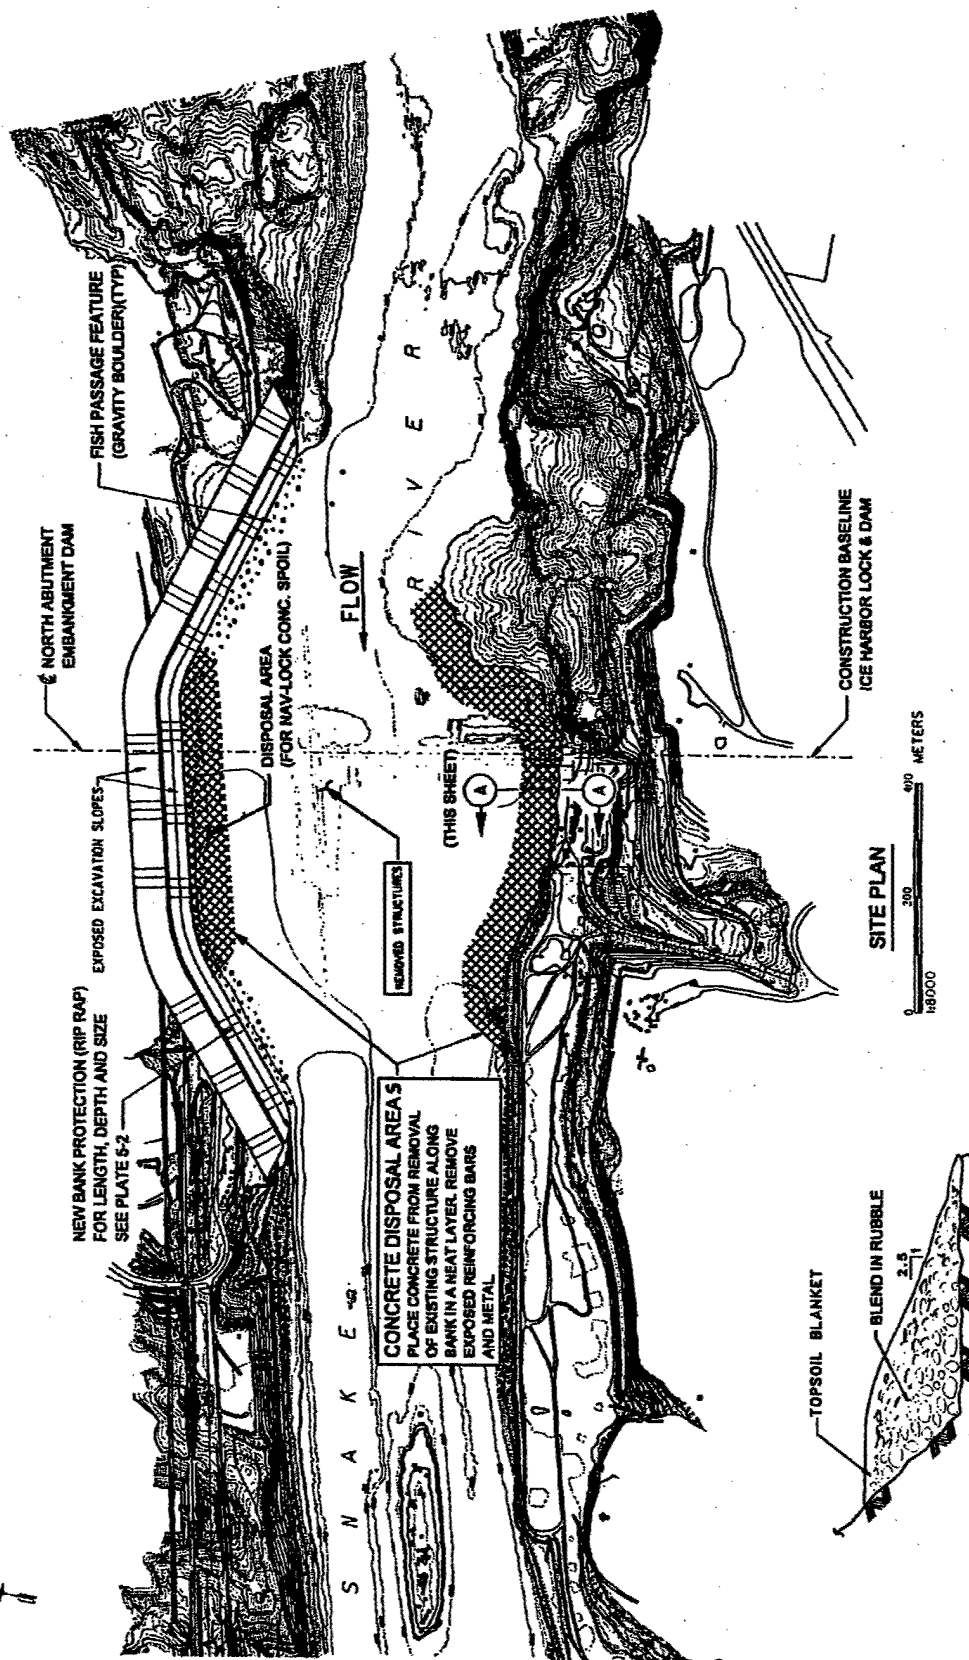 ℄ NORTH ABUTMENT
EMBANKMENT DAM
FISH PASSAGE FEATURE
(GRAVITY BOULDER)(TYP)
NEW BANK PROTECTION (RIP RAP)
FOR LENGTH, DEPTH AND SIZE
SEE PLATE 5-2
EXPOSED EXCAVATION SLOPES
DISPOSAL AREA
(FOR NAV-LOCK CONC. SPOIL)
FLOW
REMOVED STRUCTURES
(THIS SHEET)
A
A
SNAKE RIVER
CONCRETE DISPOSAL AREAS
PLACE CONCRETE FROM REMOVAL
OF EXISTING STRUCTURE ALONG
BANK IN A NEAT LAYER. REMOVE
EXPOSED REINFORCING BARS
AND METAL
CONSTRUCTION BASELINE
ICE HARBOR LOCK & DAM
SITE PLAN
0 200 400 METERS
1:8000
TOPSOIL BLANKET
BLEND IN RUBBLE
2.5
1